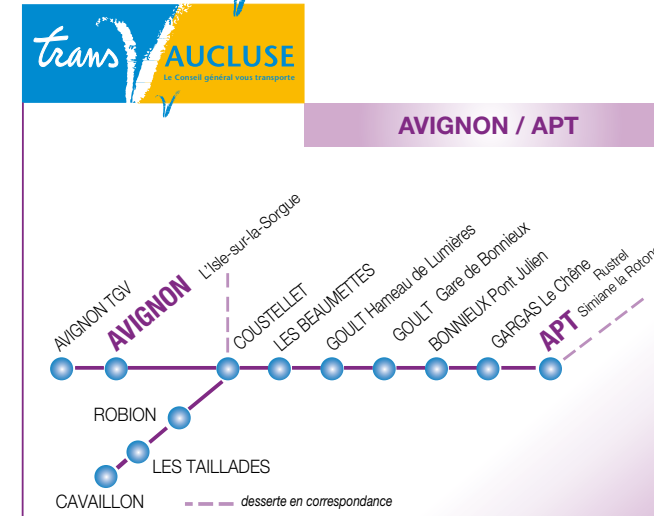 trans
AUCLUSE
Le Conseil général vous transporte
AVIGNON / APT
AVIGNON TGV
AVIGNON
L'Isle-sur-la-Sorgue
COUSTELLET
LES BEAUMETTES
GOULT Hameau de Lumières
GOULT Gare de Bonnieux
BONNIEUX Pont Julien
GARGAS Le Chêne
APT
Rustrel
Simiane la Roton
ROBION
LES TAILLADES
CAVAILLON
desserte en correspondance